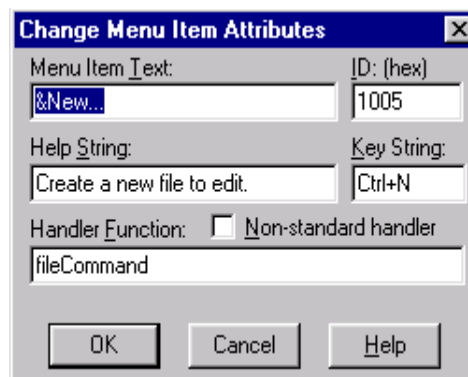 Change Menu Item Attributes
Menu Item Text: ID: (hex)
&New... 1005
Help String: Key String:
Create a new file to edit. Ctrl+N
Handler Function: Non-standard handler
fileCommand
OK Cancel Help